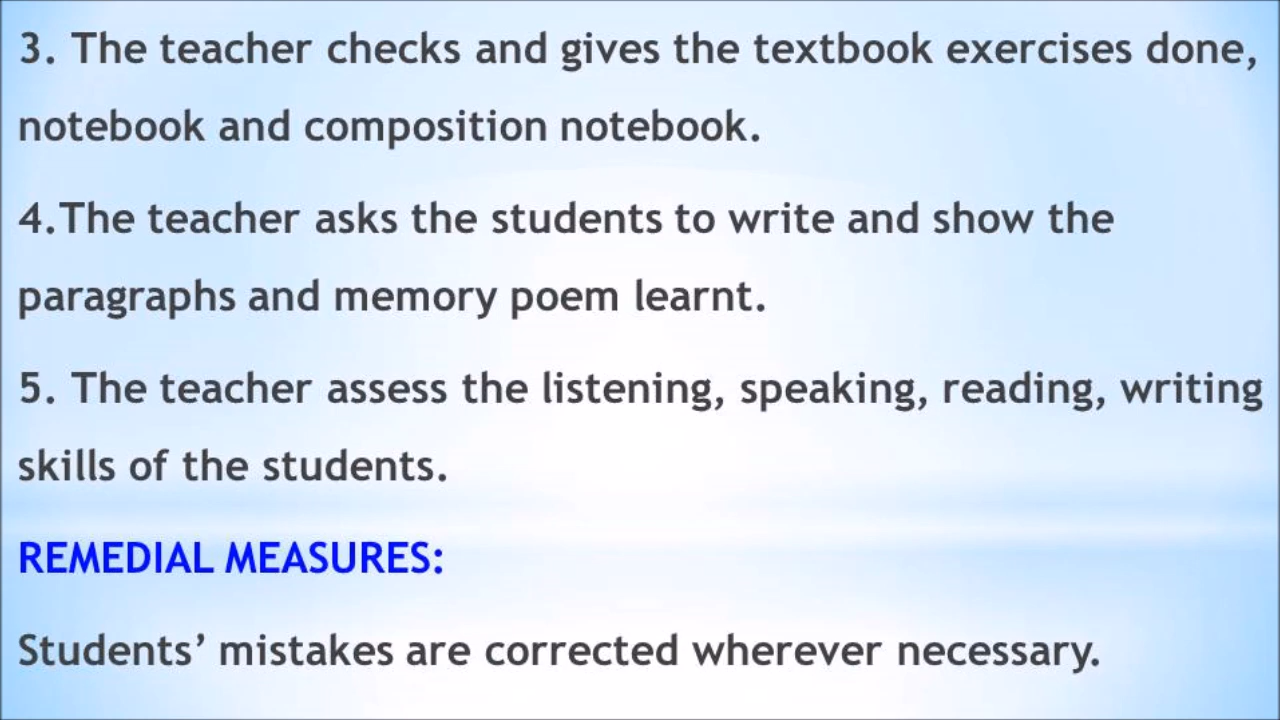 3. The teacher checks and gives the textbook exercises done,
notebook and composition notebook.
4.The teacher asks the students to write and show the
paragraphs and memory poem learnt.
5. The teacher assess the listening, speaking, reading, writing
skills of the students.
REMEDIAL MEASURES:
Students’ mistakes are corrected wherever necessary.